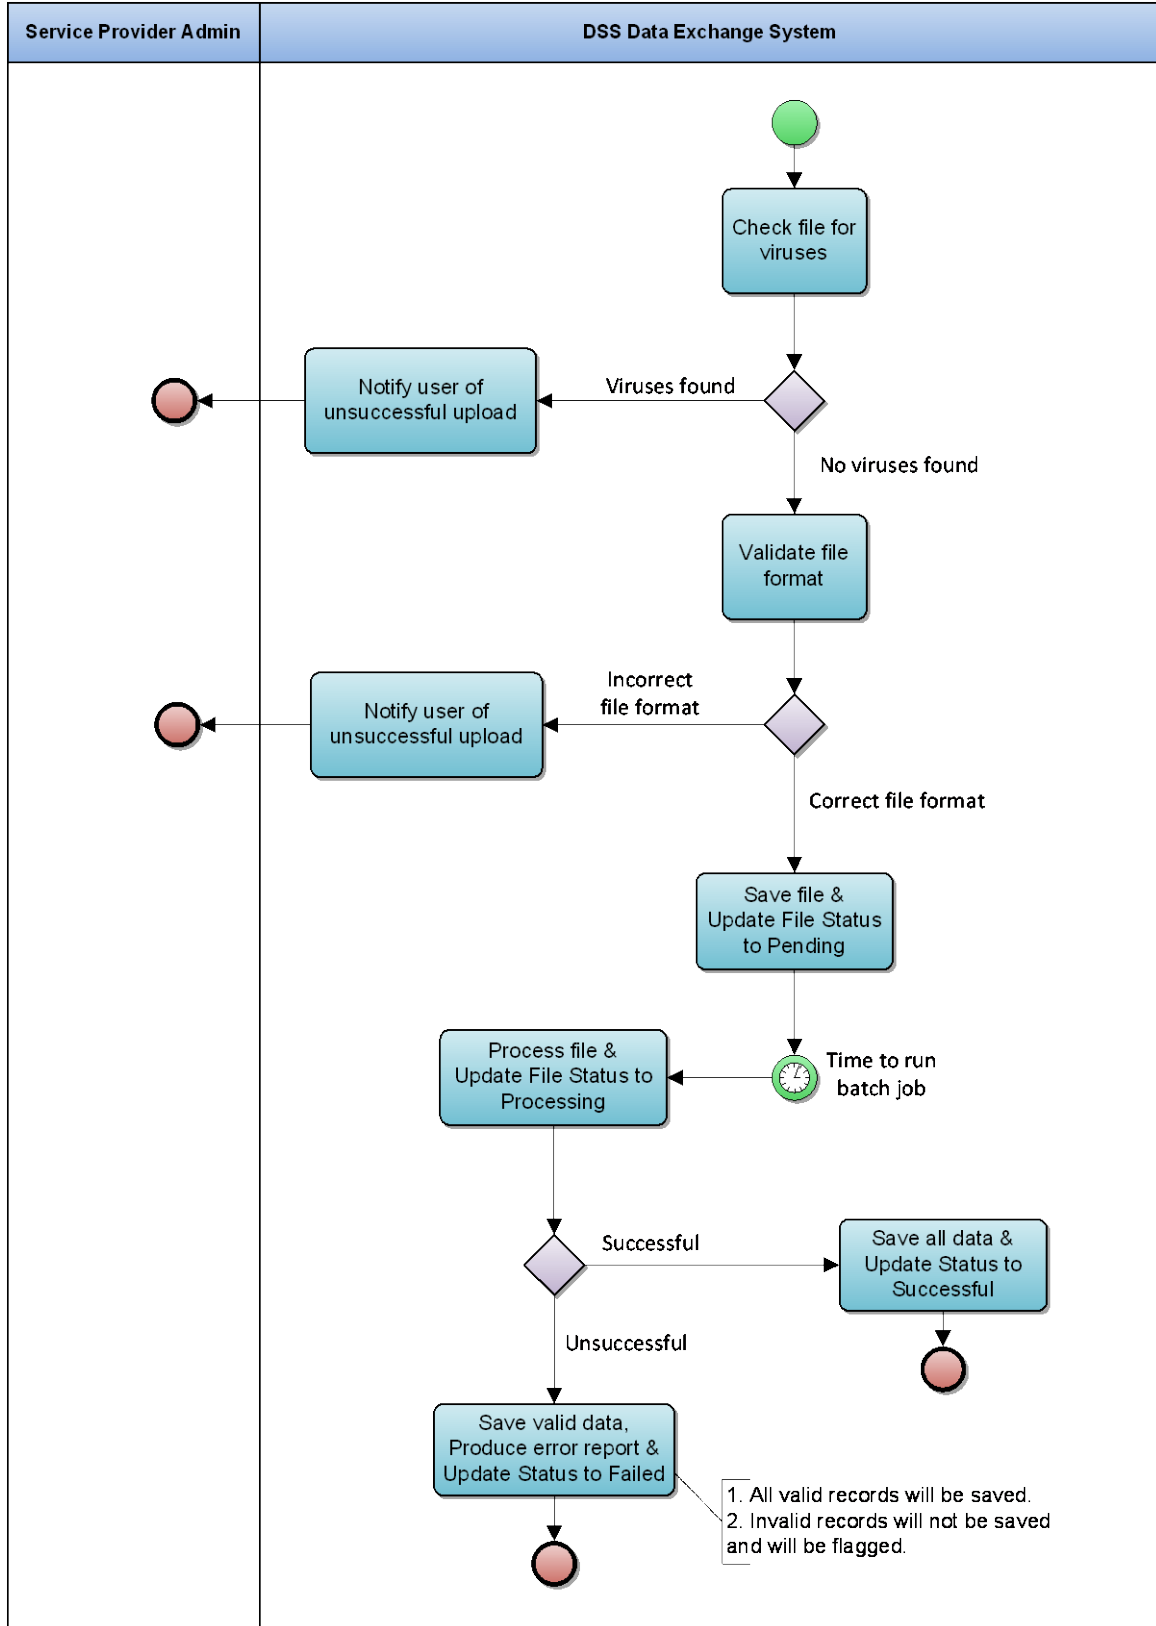 Service Provider Admin
DSS Data Exchange System
Check file for
viruses
Notify user of
unsuccessful upload
Viruses found
No viruses found
Validate file
format
Incorrect
file format
Notify user of
unsuccessful upload
Correct file format
Save file &
Update File Status
to Pending
Process file &
Update File Status to
Processing
Time to run
batch job
Successful
Save all data &
Update Status to
Successful
Unsuccessful
Save valid data,
Produce error report &
Update Status to Failed
1. All valid records will be saved.
2. Invalid records will not be saved
and will be flagged.